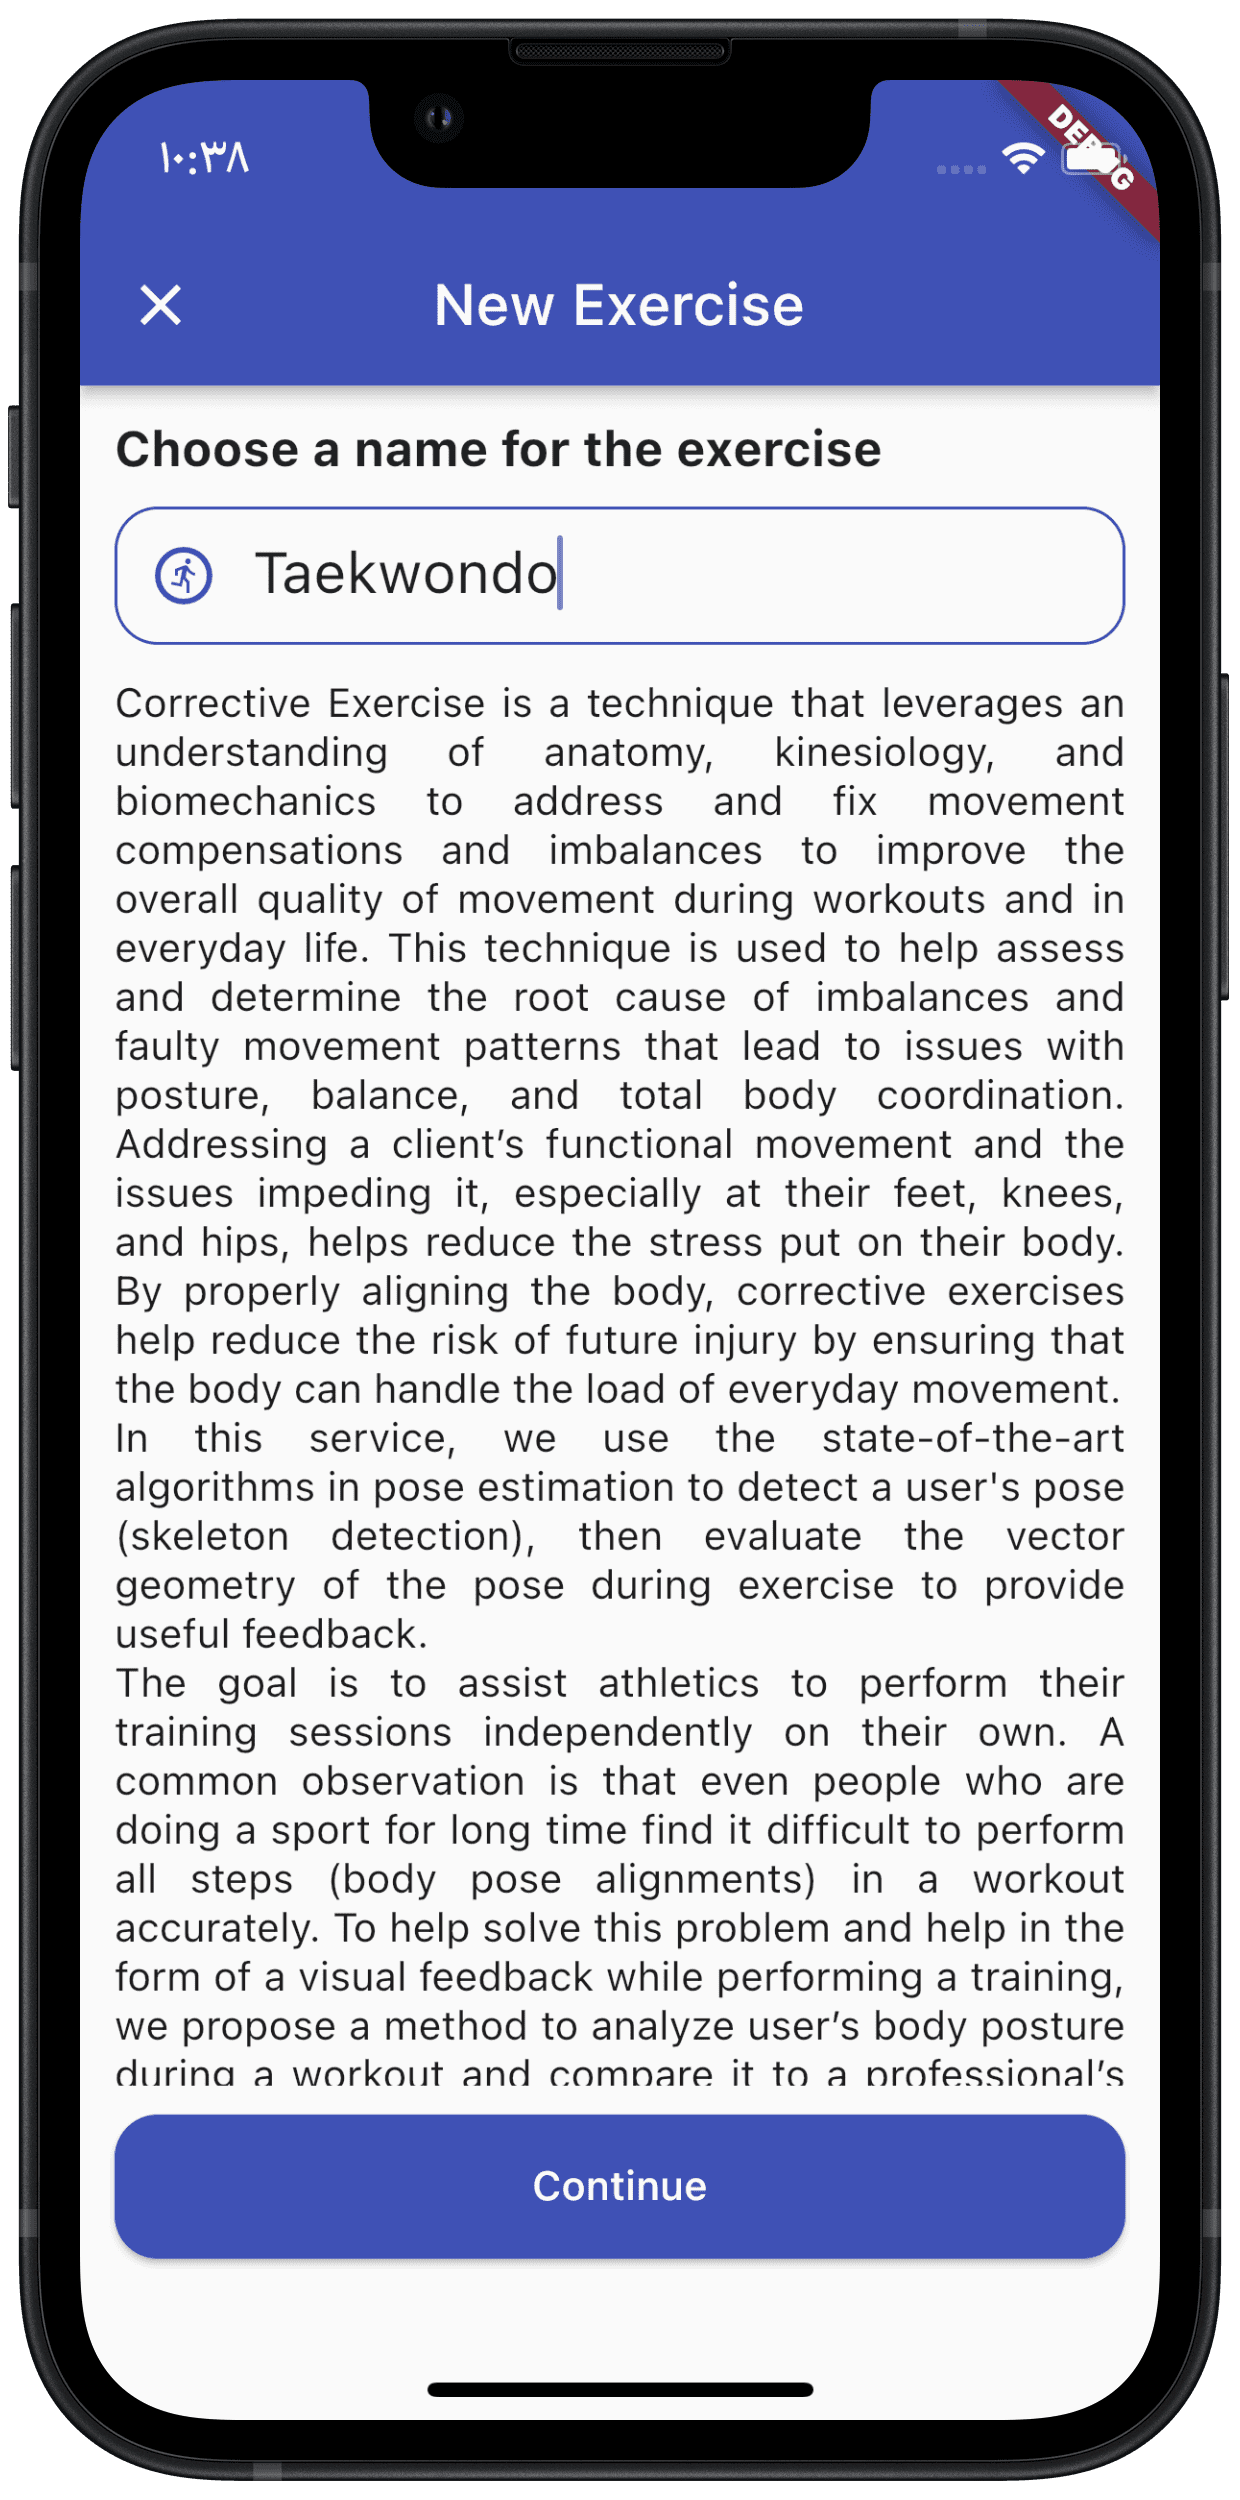 ۱۰:۳۸
New Exercise
Choose a name for the exercise
Taekwondo
Corrective Exercise is a technique that leverages an
understanding of anatomy, kinesiology, and
biomechanics to address and fix movement
compensations and imbalances to improve the
overall quality of movement during workouts and in
everyday life. This technique is used to help assess
and determine the root cause of imbalances and
faulty movement patterns that lead to issues with
posture, balance, and total body coordination.
Addressing a client’s functional movement and the
issues impeding it, especially at their feet, knees,
and hips, helps reduce the stress put on their body.
By properly aligning the body, corrective exercises
help reduce the risk of future injury by ensuring that
the body can handle the load of everyday movement.
In this service, we use the state-of-the-art
algorithms in pose estimation to detect a user's pose
(skeleton detection), then evaluate the vector
geometry of the pose during exercise to provide
useful feedback.
The goal is to assist athletics to perform their
training sessions independently on their own. A
common observation is that even people who are
doing a sport for long time find it difficult to perform
all steps (body pose alignments) in a workout
accurately. To help solve this problem and help in the
form of a visual feedback while performing a training,
we propose a method to analyze user’s body posture
during a workout and compare it to a professional’s
Continue